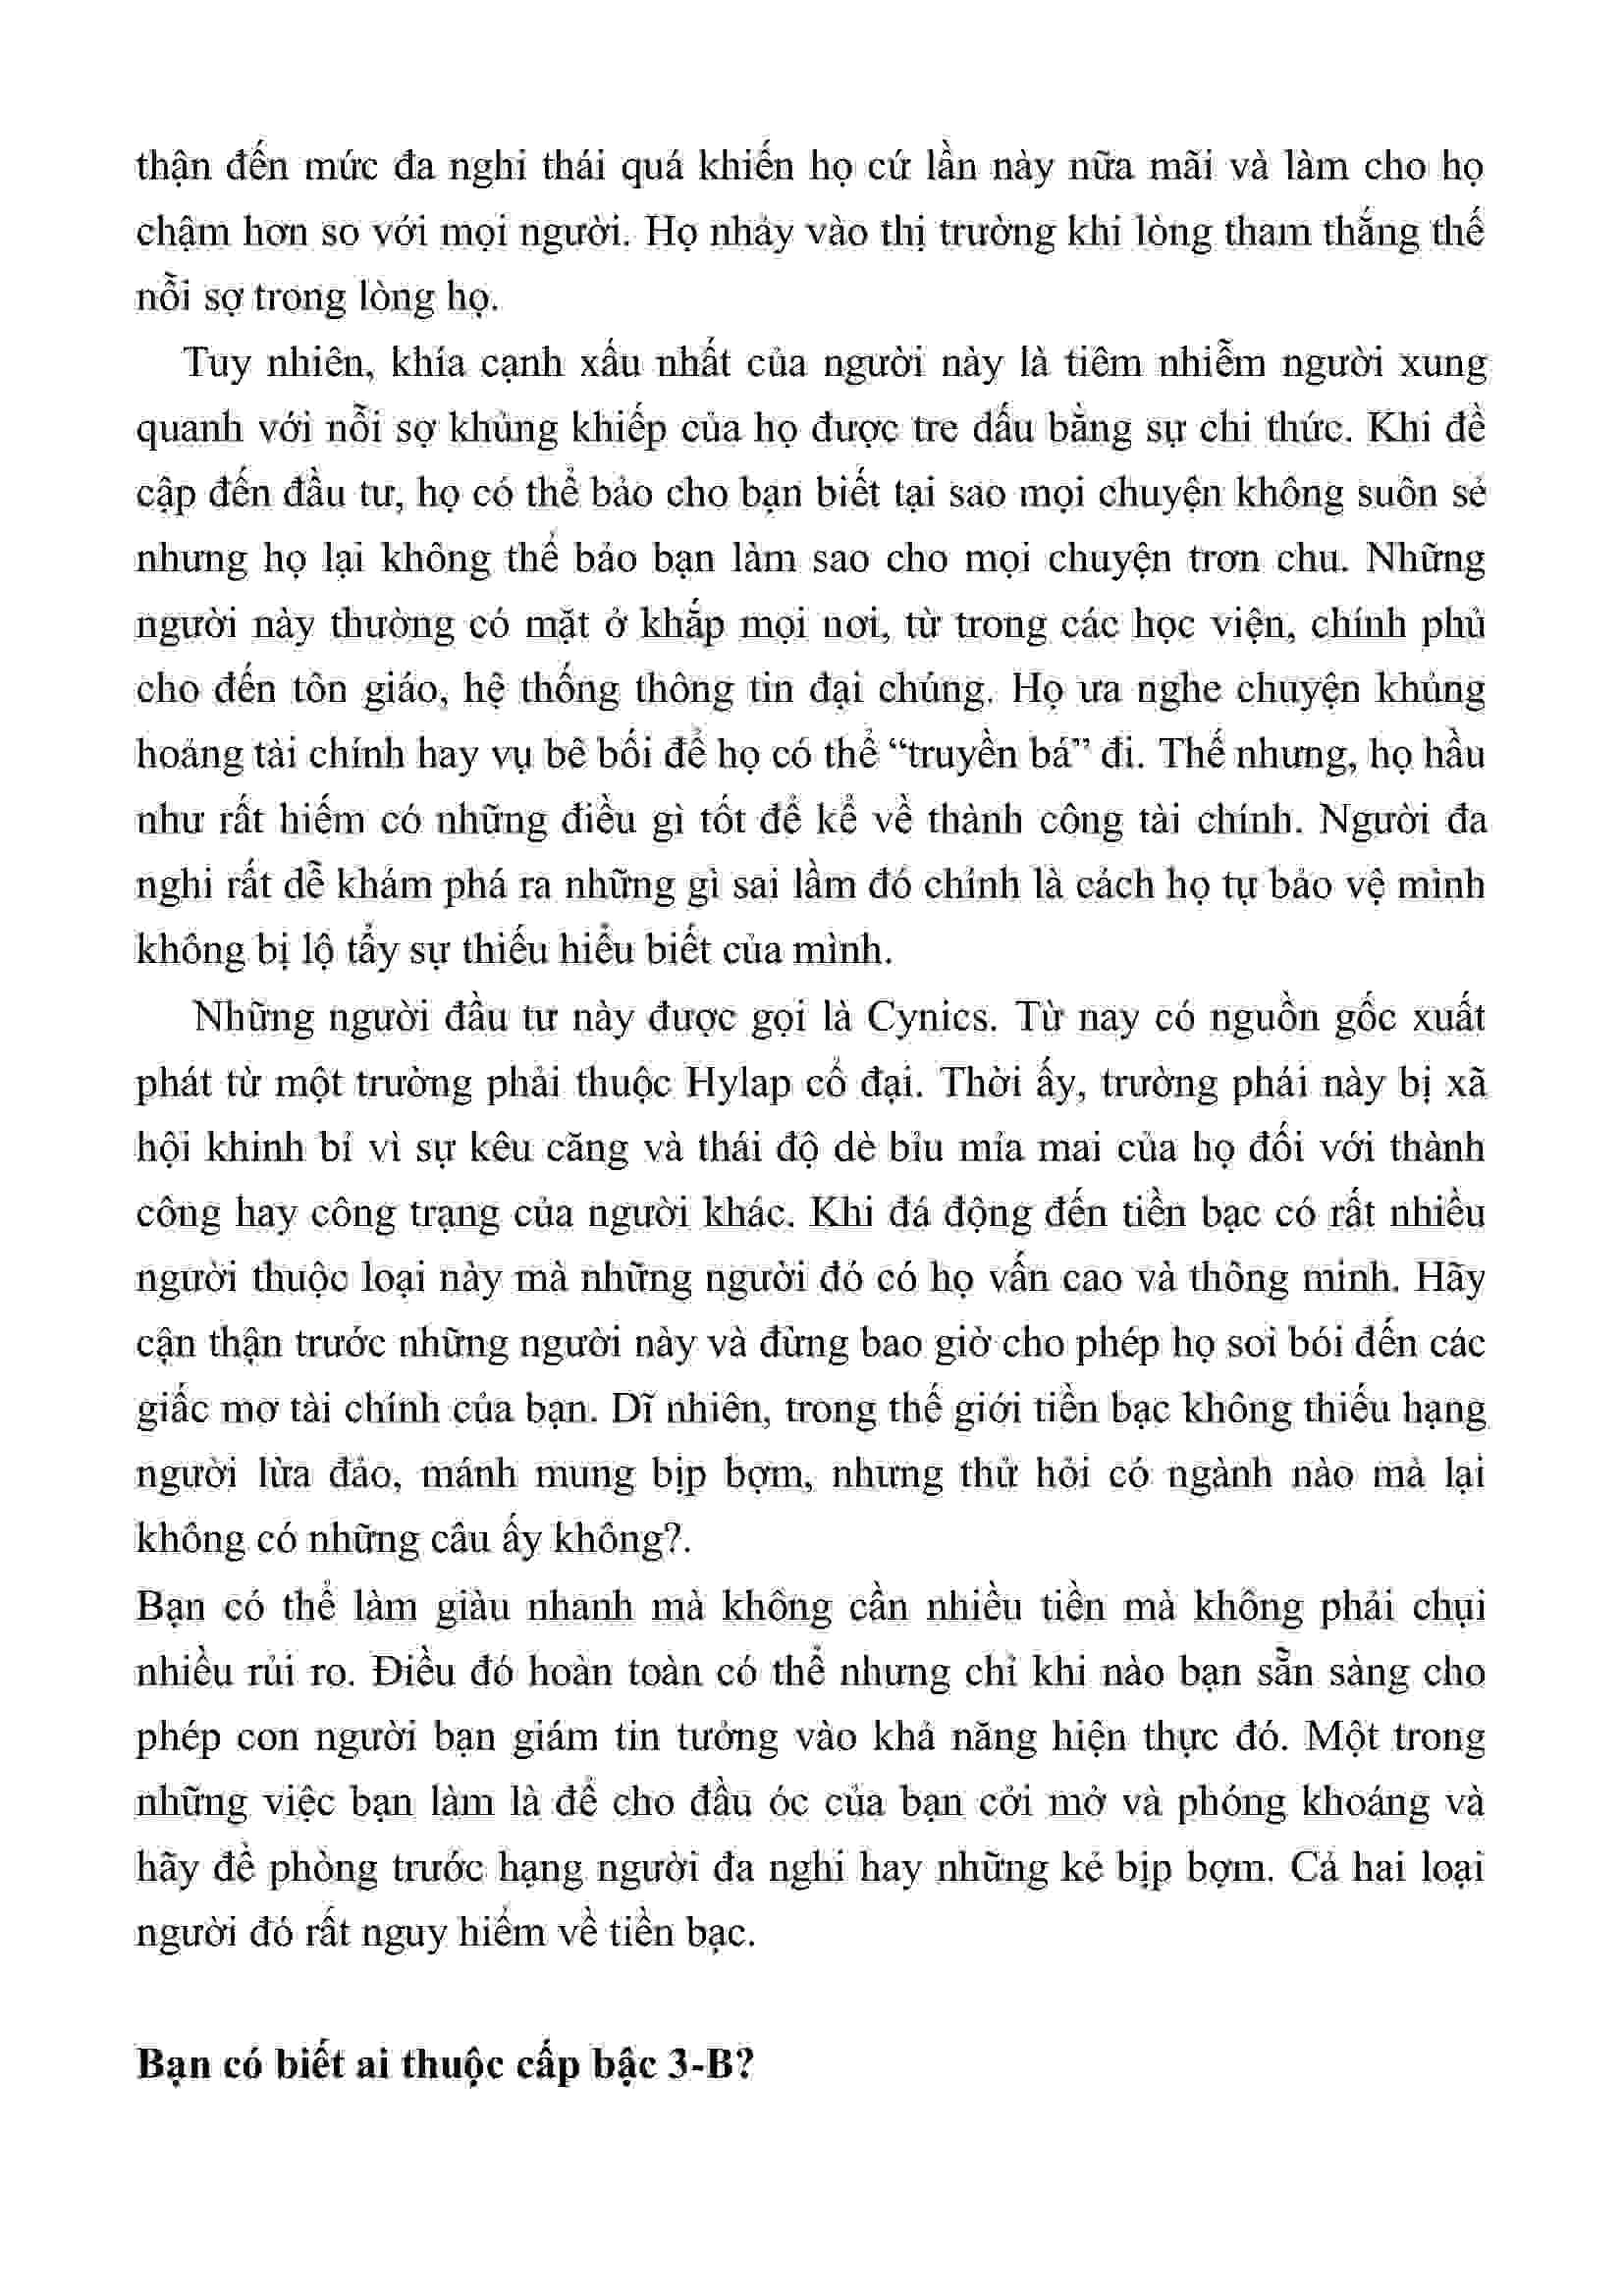 thận đến mức đa nghi thái quá khiến họ cứ lần này nữa mãi và làm cho họ
chậm hơn so với mọi người. Họ nhảy vào thị trường khi lòng tham thắng thế
nỗi sợ trong lòng họ.
Tuy nhiên, khía cạnh xấu nhất của người này là tiêm nhiễm người xung
quanh với nỗi sợ khủng khiếp của họ được tre dấu bằng sự chi thức. Khi đề
cập đến đầu tư, họ có thể bảo cho bạn biết tại sao mọi chuyện không suôn sẻ
nhưng họ lại không thể bảo bạn làm sao cho mọi chuyện trơn chu. Những
người này thường có mặt ở khắp mọi nơi, từ trong các học viện, chính phủ
cho đến tôn giáo, hệ thống thông tin đại chúng. Họ ưa nghe chuyện khủng
hoảng tài chính hay vụ bê bối để họ có thể “truyền bá” đi. Thế nhưng, họ hầu
như rất hiếm có những điều gì tốt để kể về thành công tài chính. Người đa
nghi rất dễ khám phá ra những gì sai lầm đó chính là cách họ tự bảo vệ mình
không bị lộ tẩy sự thiếu hiểu biết của mình.
Những người đầu tư này được gọi là Cynics. Từ nay có nguồn gốc xuất
phát từ một trường phái thuộc Hylap cổ đại. Thời ấy, trường phái này bị xã
hội khinh bỉ vì sự kêu căng và thái độ dè bỉu mỉa mai của họ đối với thành
công hay công trạng của người khác. Khi đá động đến tiền bạc có rất nhiều
người thuộc loại này mà những người đó có họ vấn cao và thông minh. Hãy
cận thận trước những người này và đừng bao giờ cho phép họ soi bói đến các
giấc mơ tài chính của bạn. Dĩ nhiên, trong thế giới tiền bạc không thiếu hạng
người lừa đảo, mánh mung bịp bợm, nhưng thử hỏi có ngành nào mà lại
không có những câu ấy không?.
Bạn có thể làm giàu nhanh mà không cần nhiều tiền mà không phải chụi
nhiều rủi ro. Điều đó hoàn toàn có thể nhưng chỉ khi nào bạn sẵn sàng cho
phép con người bạn giám tin tưởng vào khả năng hiện thực đó. Một trong
những việc bạn làm là để cho đầu óc của bạn cởi mở và phóng khoáng và
hãy đề phòng trước hạng người đa nghi hay những kẻ bịp bợm. Cả hai loại
người đó rất nguy hiểm về tiền bạc.
Bạn có biết ai thuộc cấp bậc 3-B?